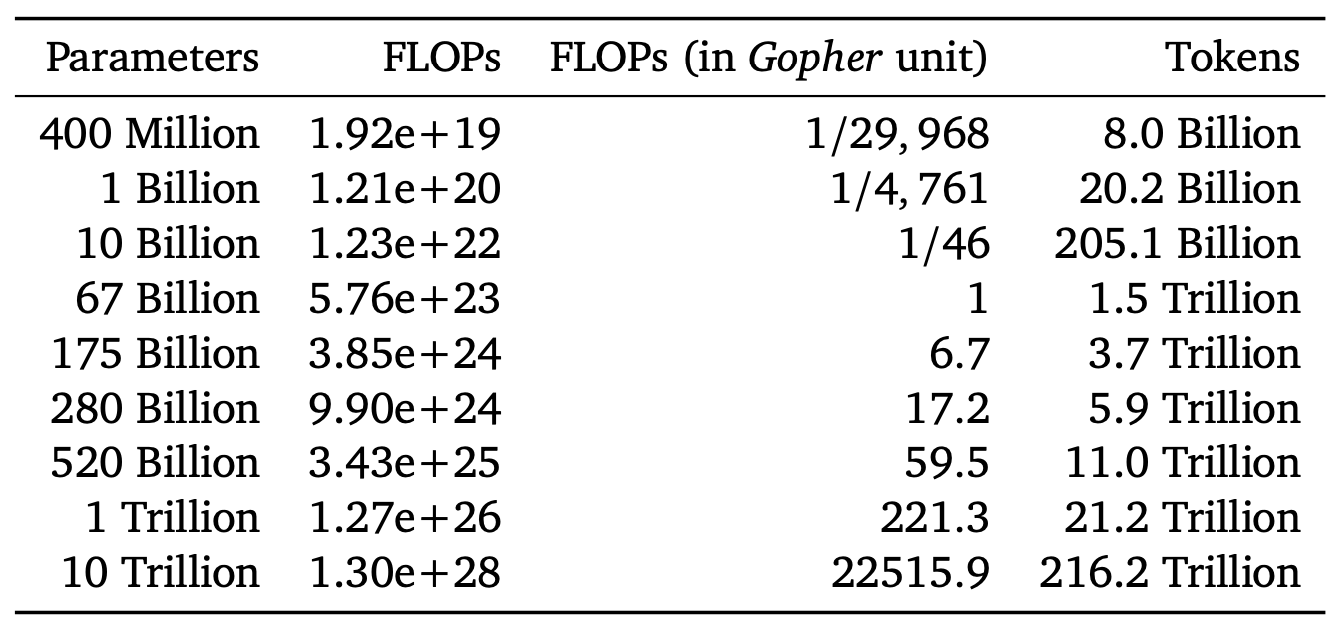 Parameters FLOPs FLOPs (in Gopher unit) Tokens
400 Million 1.92e+19 1/29, 968 8.0 Billion
1 Billion 1.21e+20 1/4, 761 20.2 Billion
10 Billion 1.23e+22 1/46 205.1 Billion
67 Billion 5.76e+23 1 1.5 Trillion
175 Billion 3.85e+24 6.7 3.7 Trillion
280 Billion 9.90e+24 17.2 5.9 Trillion
520 Billion 3.43e+25 59.5 11.0 Trillion
1 Trillion 1.27e+26 221.3 21.2 Trillion
10 Trillion 1.30e+28 22515.9 216.2 Trillion